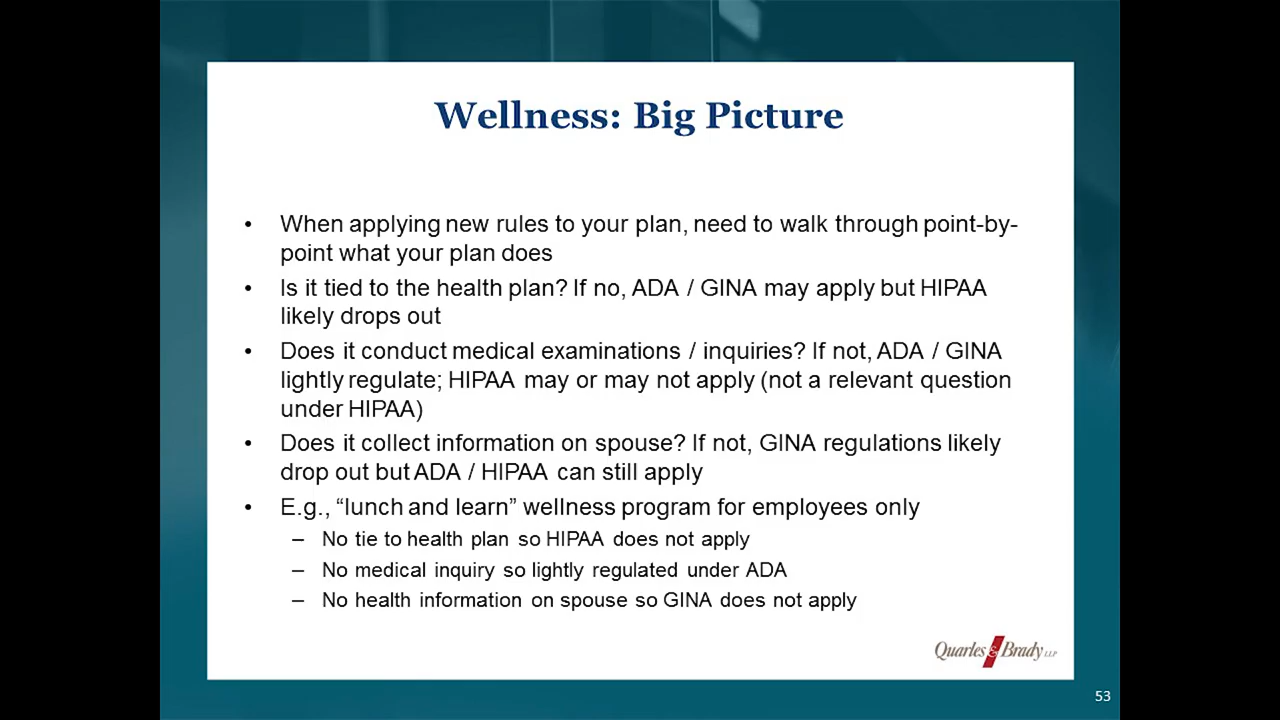 Wellness: Big Picture
• When applying new rules to your plan, need to walk through point-by-
point what your plan does
• Is it tied to the health plan? If no, ADA / GINA may apply but HIPAA
likely drops out
• Does it conduct medical examinations / inquiries? If not, ADA / GINA
lightly regulate; HIPAA may or may not apply (not a relevant question
under HIPAA)
• Does it collect information on spouse? If not, GINA regulations likely
drop out but ADA / HIPAA can still apply
• E.g., “lunch and learn” wellness program for employees only
– No tie to health plan so HIPAA does not apply
– No medical inquiry so lightly regulated under ADA
– No health information on spouse so GINA does not apply
Quarles & Brady LLP
53